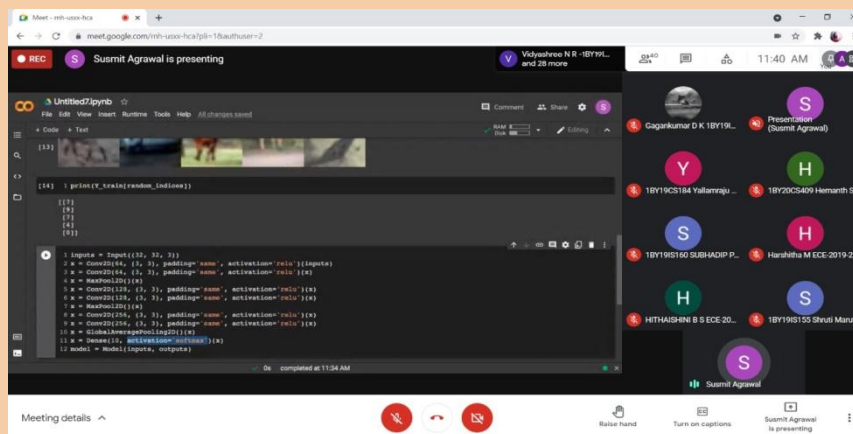 Meet - rnh-usxx-hca
meet.google.com/rnh-usxx-hca?pli=1&authuser=2
REC
S
Susmit Agrawal is presenting
V
Vidyashree N R -1BY19I...
and 28 more
40
11:40 AM
You
A
CO
Untitled7.ipynb
Comment
Share
S
File Edit View Insert Runtime Tools Help All changes saved
+ Code + Text
RAM
Disk
Editing
[13]
[14] 1 print(Y_train[random_indices])
[[7]
[9]
[7]
[4]
[0]]
1 inputs = Input((32, 32, 3))
2 x = Conv2D(64, (3, 3), padding='same', activation='relu')(inputs)
3 x = Conv2D(64, (3, 3), padding='same', activation='relu')(x)
4 x = MaxPool2D()(x)
5 x = Conv2D(128, (3, 3), padding='same', activation='relu')(x)
6 x = Conv2D(128, (3, 3), padding='same', activation='relu')(x)
7 x = MaxPool2D()(x)
8 x = Conv2D(256, (3, 3), padding='same', activation='relu')(x)
9 x = Conv2D(256, (3, 3), padding='same', activation='relu')(x)
10 x = GlobalAveragePooling2D()(x)
11 x = Dense(10, activation='softmax')(x)
12 model = Model(inputs, outputs)
0s completed at 11:34 AM
Gagankumar D K 1BY19I...
S
Presentation
(Susmit Agrawal)
Y
1BY19CS184 Yallamraju ...
H
1BY20CS409 Hemanth S
S
1BY19IS160 SUBHADIP P...
H
Harshitha M ECE-2019-2
H
HITHAISHINI B S ECE-20...
S
1BY19IS155 Shruti Maru
S
Susmit Agrawal
Meeting details
Raise hand
Turn on captions
Susmit Agrawal
is presenting